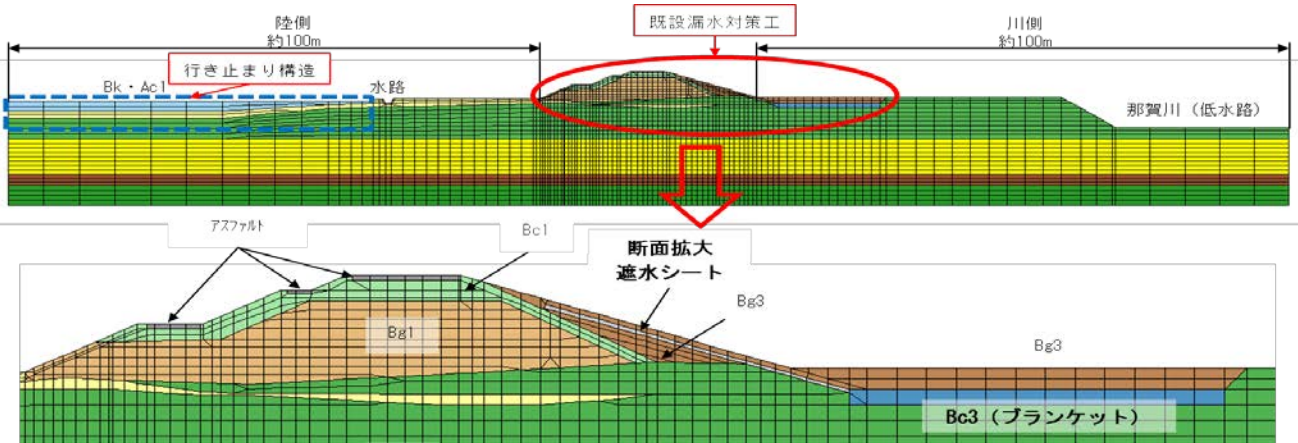 陸側
約100m
既設漏水対策工
川側
約100m
行き止まり構造
Bk・Ac1
水路
那賀川（低水路）
アスファルト
Bc1
断面拡大
遮水シート
Bg3
Bg1
Bg3
Bc3（ブランケット）